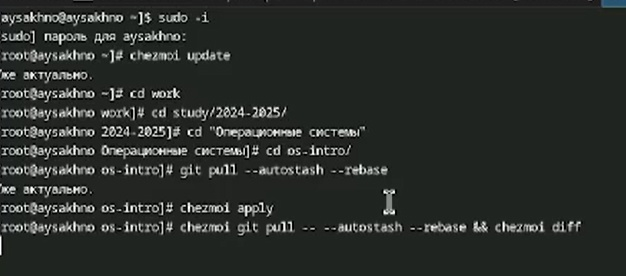 aysakhno@aysakhno ~]$ sudo -i
sudo] пароль для aysakhno:
root@aysakhno ~]# chezmoi update
же актуально.
root@aysakhno ~]# cd work
root@aysakhno work]# cd study/2024-2025/
root@aysakhno 2024-2025]# cd "Операционные системы"
root@aysakhno Операционные системы]# cd os-intro/
root@aysakhno os-intro]# git pull --autostash --rebase
же актуально.
root@aysakhno os-intro]# chezmoi apply
root@aysakhno os-intro]# chezmoi git pull -- --autostash --rebase && chezmoi diff